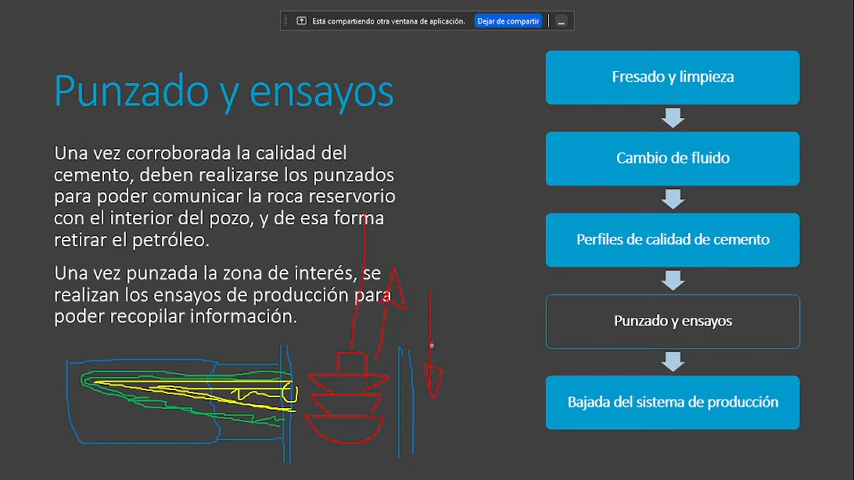 Está compartiendo otra ventana de aplicación.
Dejar de compartir
Punzado y ensayos
Una vez corroborada la calidad del
cemento, deben realizarse los punzados
para poder comunicar la roca reservorio
con el interior del pozo, y de esa forma
retirar el petróleo.
Una vez punzada la zona de interés, se
realizan los ensayos de producción para
poder recopilar información.
Fresado y limpieza
Cambio de fluido
Perfiles de calidad de cemento
Punzado y ensayos
Bajada del sistema de producción